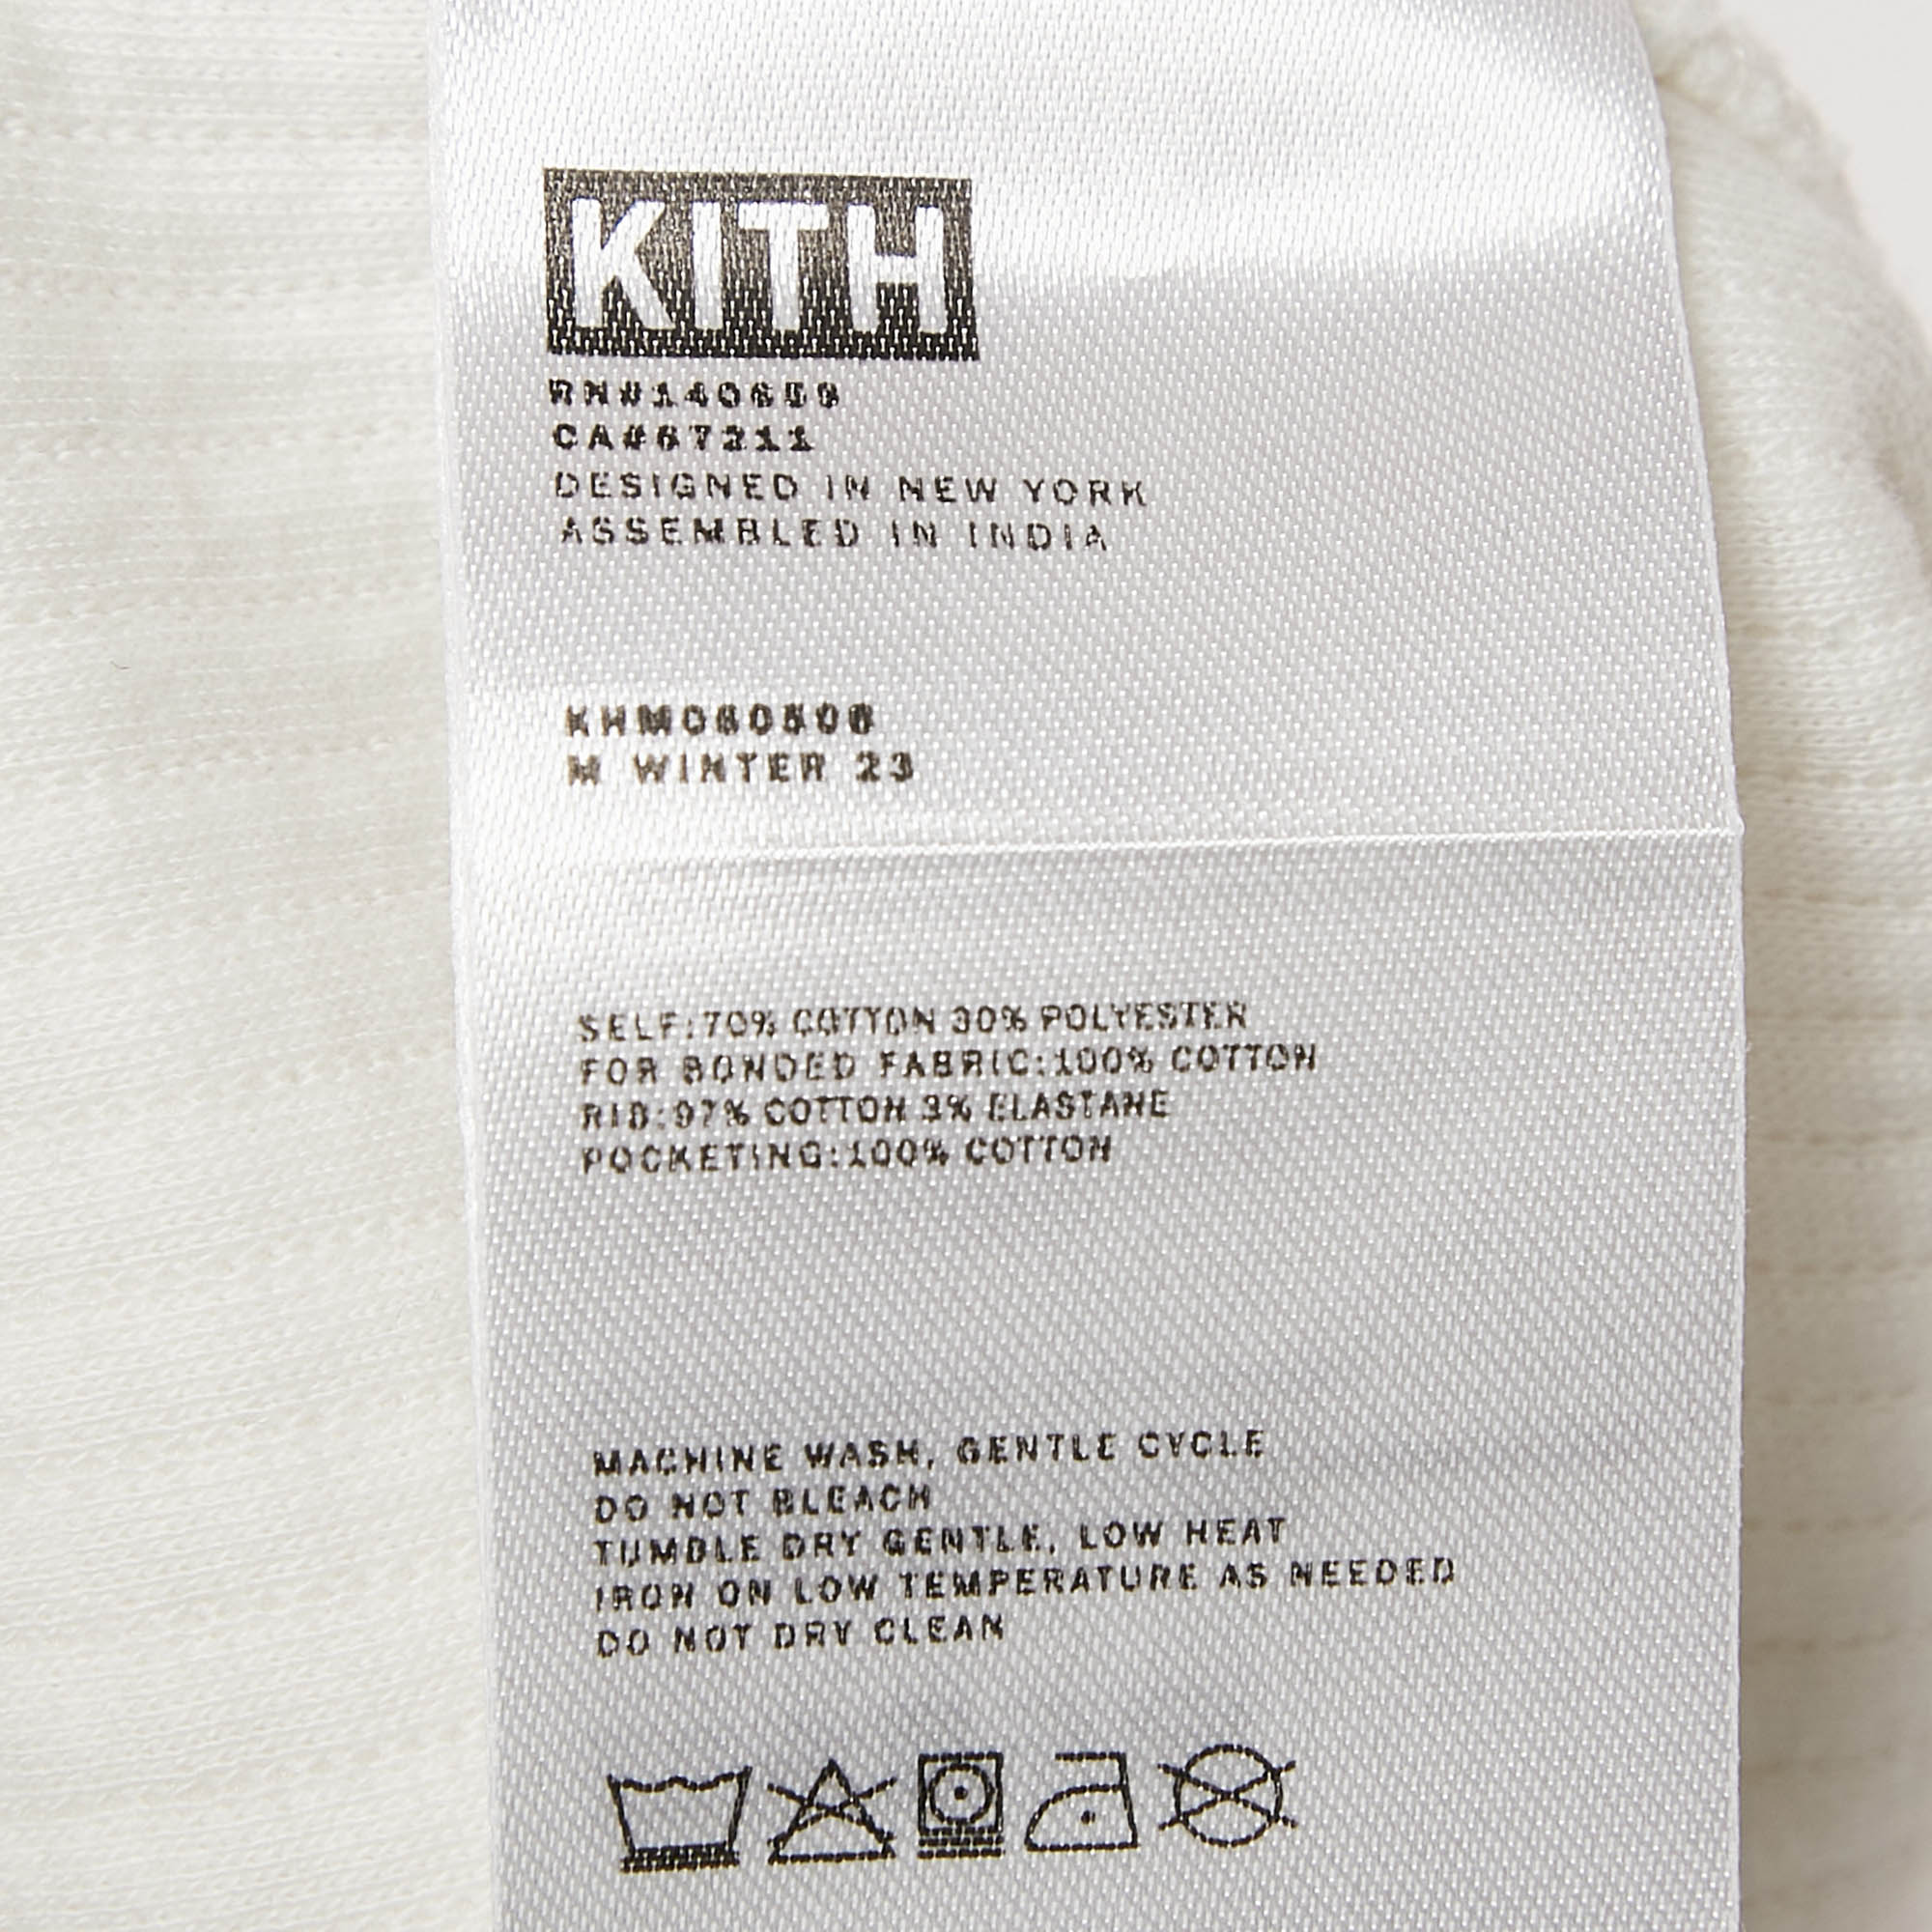 KITH
RN#140659
CA#67211
DESIGNED IN NEW YORK
ASSEMBLED IN INDIA
KHM060506
M WINTER 23
SELF:70% COTTON 30% POLYESTER
FOR BONDED FABRIC:100% COTTON
RIB:97% COTTON 3% ELASTANE
POCKETING:100% COTTON
MACHINE WASH, GENTLE CYCLE
DO NOT BLEACH
TUMBLE DRY GENTLE, LOW HEAT
IRON ON LOW TEMPERATURE AS NEEDED
DO NOT DRY CLEAN